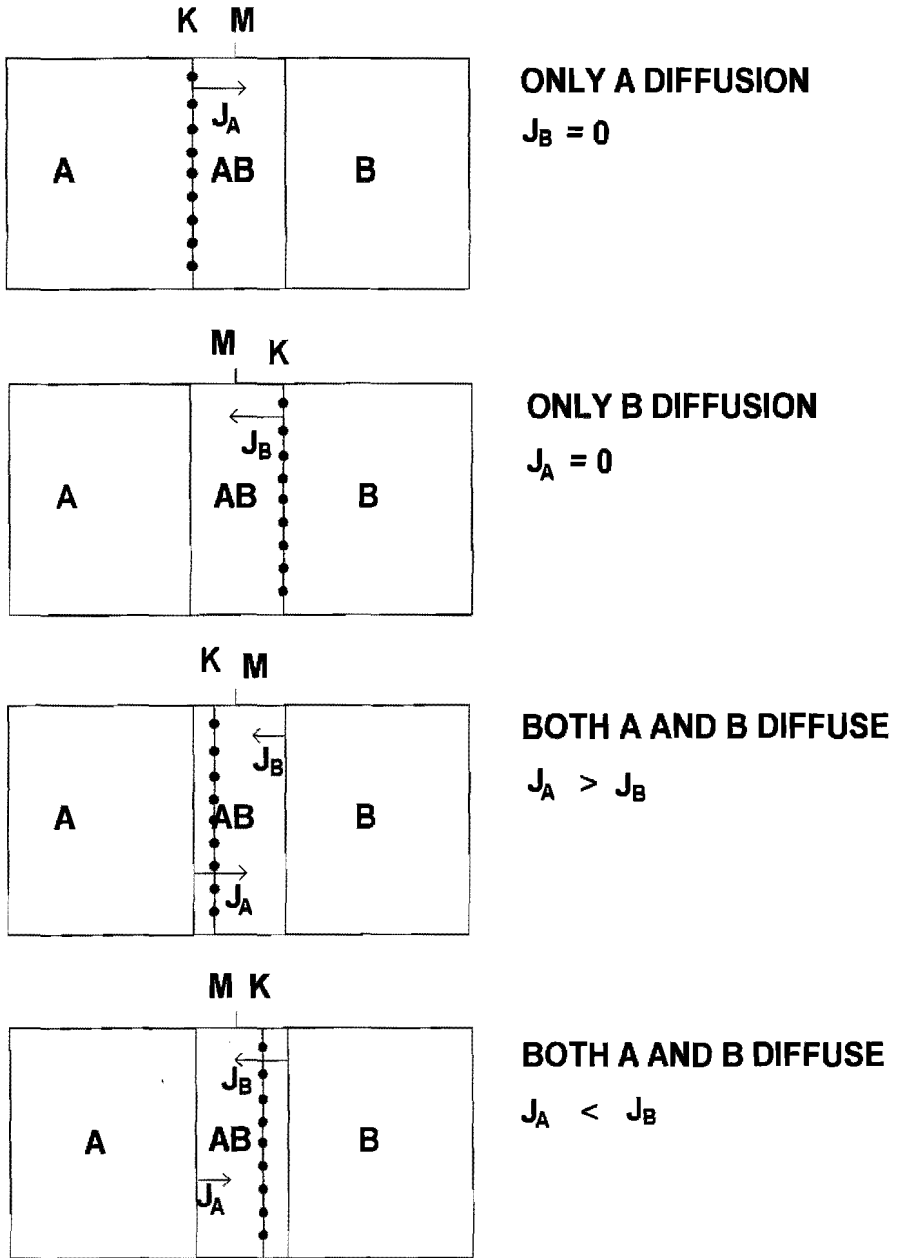 K M
ONLY A DIFFUSION
J_A
J_B = 0
A AB B
M K
ONLY B DIFFUSION
J_B
J_A = 0
A AB B
K M
BOTH A AND B DIFFUSE
J_B
J_A > J_B
A AB B
J_A
M K
BOTH A AND B DIFFUSE
J_B
J_A < J_B
A AB B
J_A